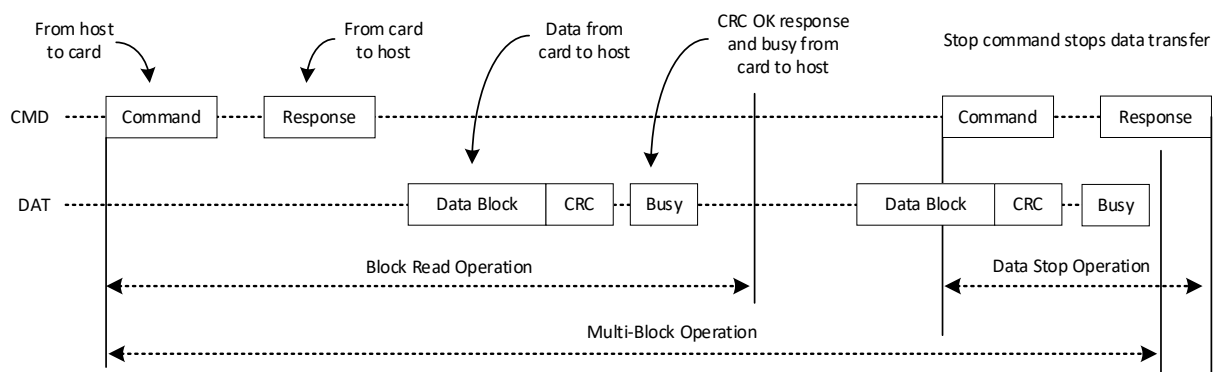 From host
to card
From card
to host
Data from
card to host
CRC OK response
and busy from
card to host
Stop command stops data transfer
CMD
Command
Response
Command
Response
DAT
Data Block
CRC
Busy
Data Block
CRC
Busy
Block Read Operation
Data Stop Operation
Multi-Block Operation